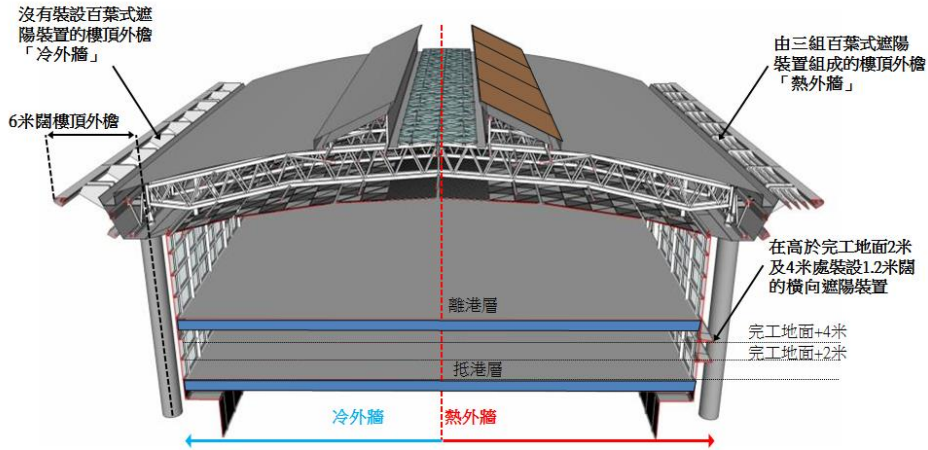 沒有裝設百葉式遮
陽裝置的樓頂外檐
「冷外牆」
由三組百葉式遮陽
裝置組成的樓頂外檐
「熱外牆」
6米闊樓頂外檐
在高於完工地面2米
及4米處裝設1.2米闊
的橫向遮陽裝置
離港層
完工地面+4米
完工地面+2米
抵港層
冷外牆
熱外牆